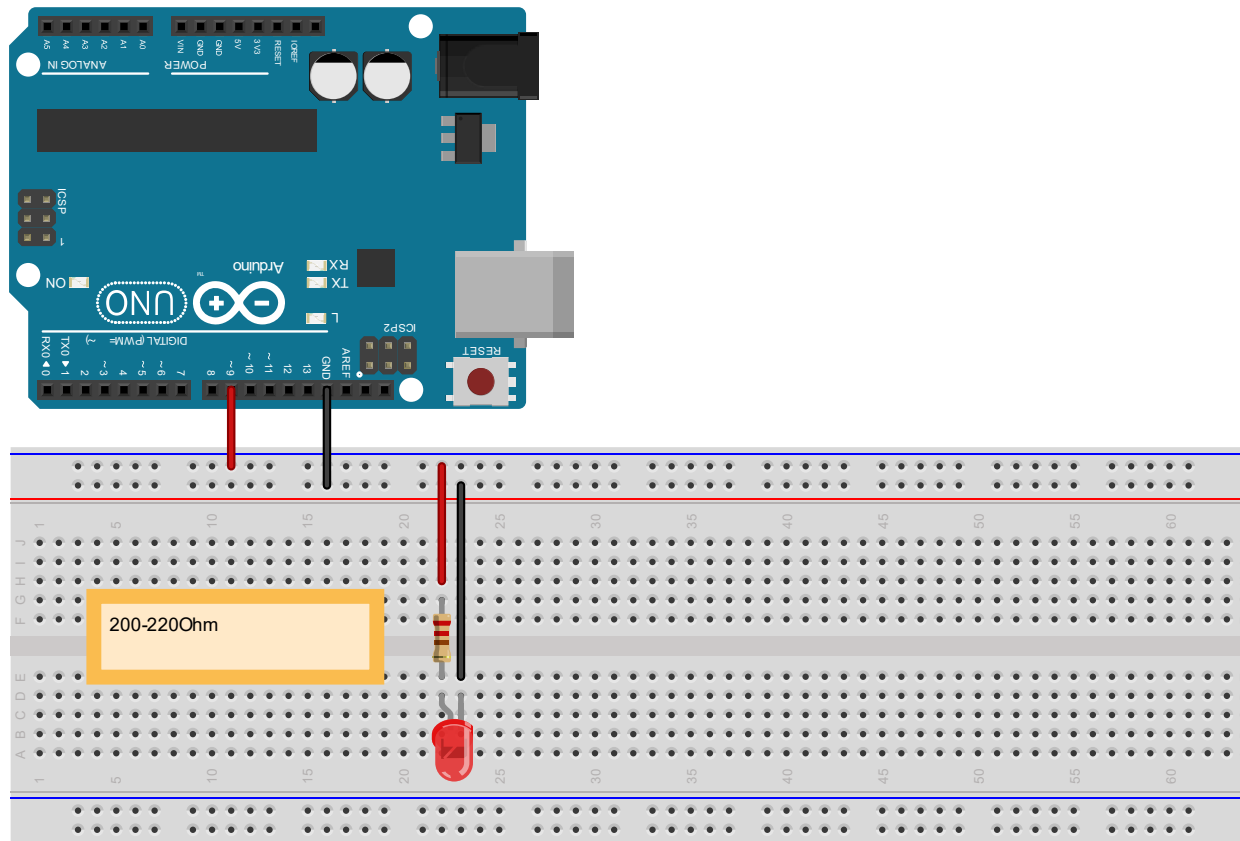 A5 A4 A3 A2 A1 A0 VIN GND GND 5V 3V3 RESET IOREF
ANALOG IN POWER
ICSP
1
ON
Arduino
™
UNO
RX
TX
L
ICSP2
RESET
DIGITAL (PWM= ~)
RX0 ◄ 0 TX0 ► 1 2 ~3 4 ~5 ~6 7 8 ~9 ~10 ~11 12 13 GND AREF
1 5 10 15 20 25 30 35 40 45 50 55 60
J
I
H
G
F
200-220Ohm
E
D
C
B
A
1 5 10 15 20 25 30 35 40 45 50 55 60